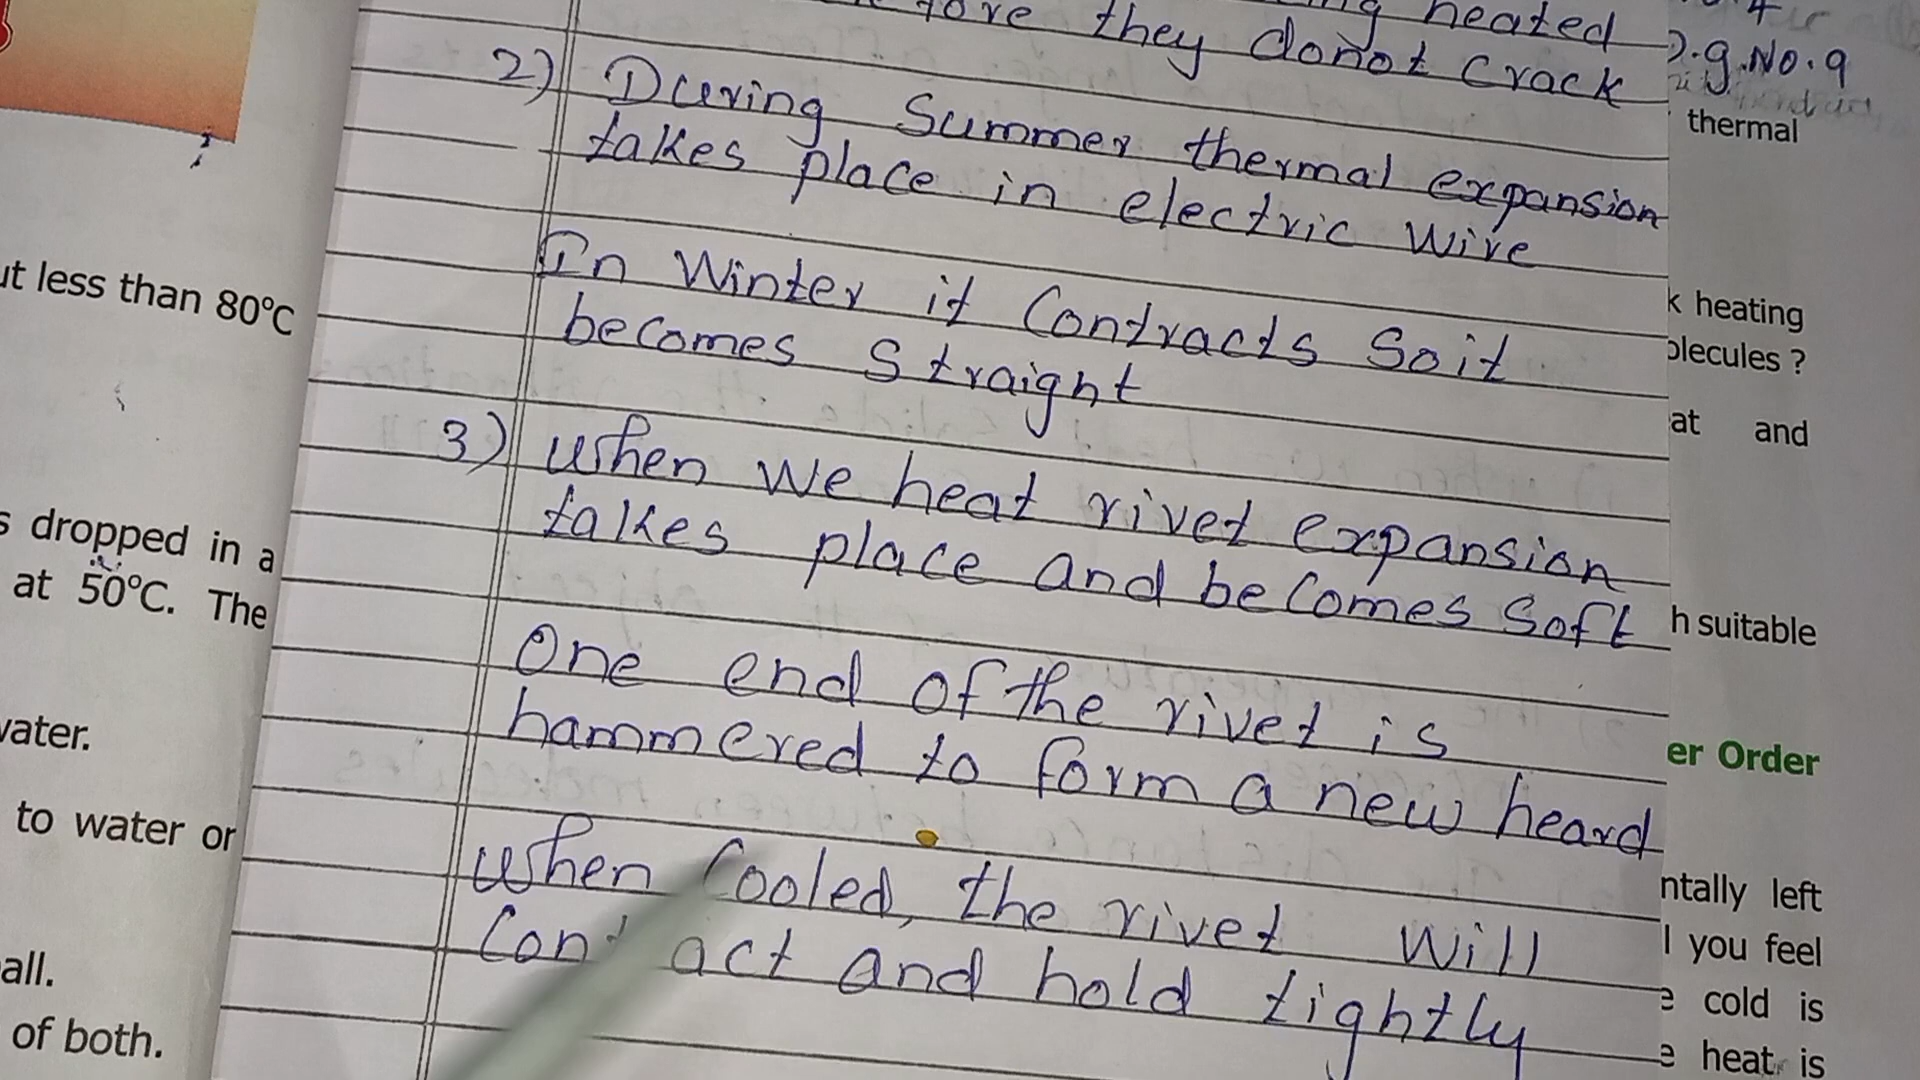 heated
fore they donot crack
2) During Summer thermal expansion
takes place in electric wire
In Winter it Contracts So it
becomes Straight
3) when we heat rivet expansion
takes place and becomes Soft
One end of the rivet is
hammered to form a new heard
when Cooled, the rivet will
Contract and hold tightly
ut less than 80°C
s dropped in a
at 50°C. The
water.
to water or
all.
of both.
g.No.9
thermal
k heating
olecules ?
at and
h suitable
er Order
ntally left
l you feel
e cold is
e heat is